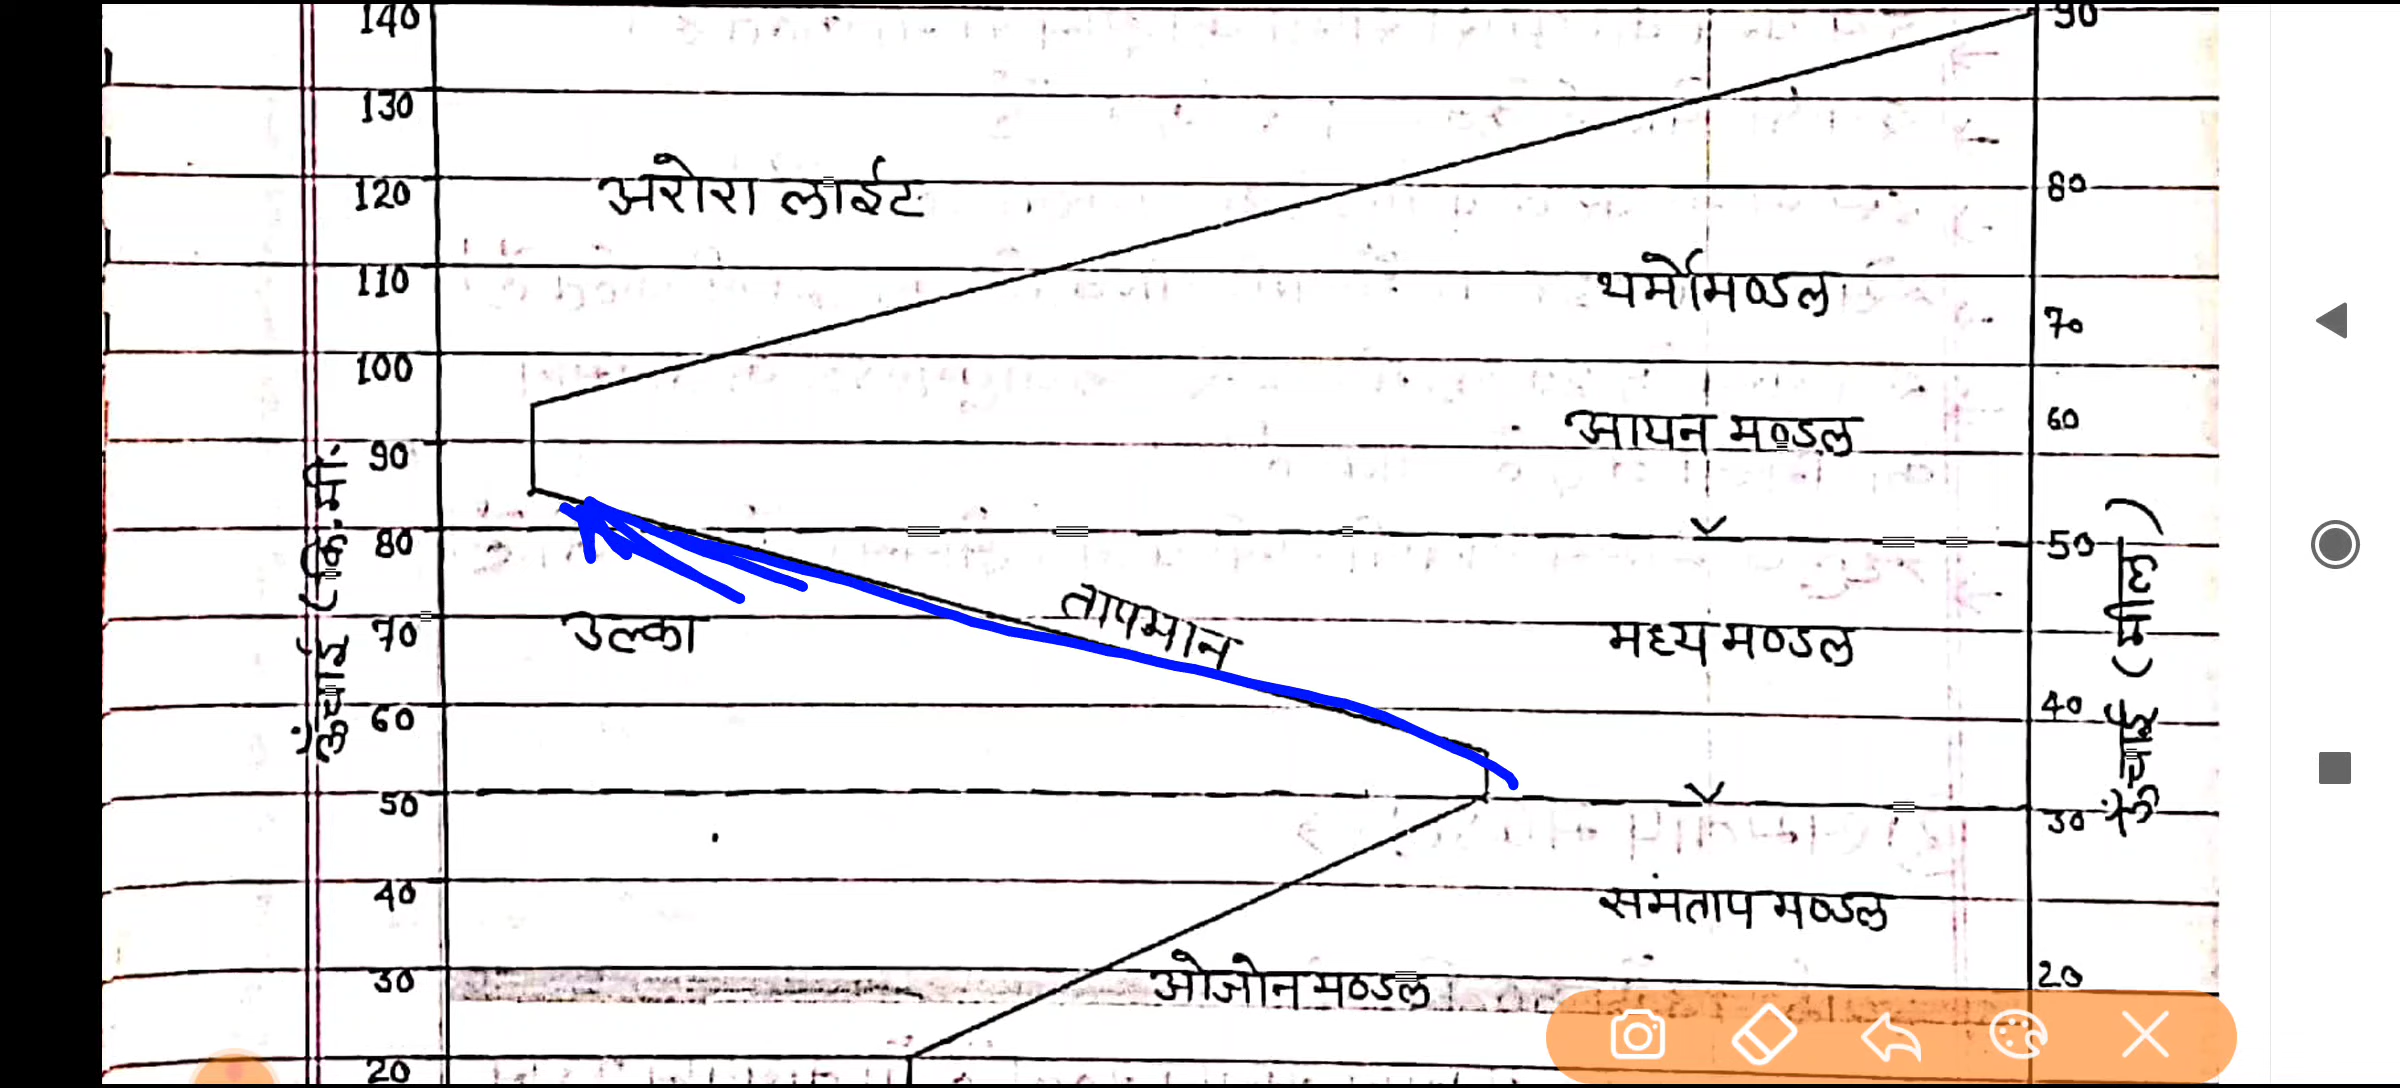 140
90
130
120
अरोरा लाईट
80
110
थर्मोमण्डल
70
100
आयन मण्डल
60
90
80
50
70
उल्का
तापमान
मध्य मण्डल
60
40
50
30
40
समताप मण्डल
30
ओजोन मण्डल
20
20
ऊंचाई (कि.मी.
ऊंचाई (मील)